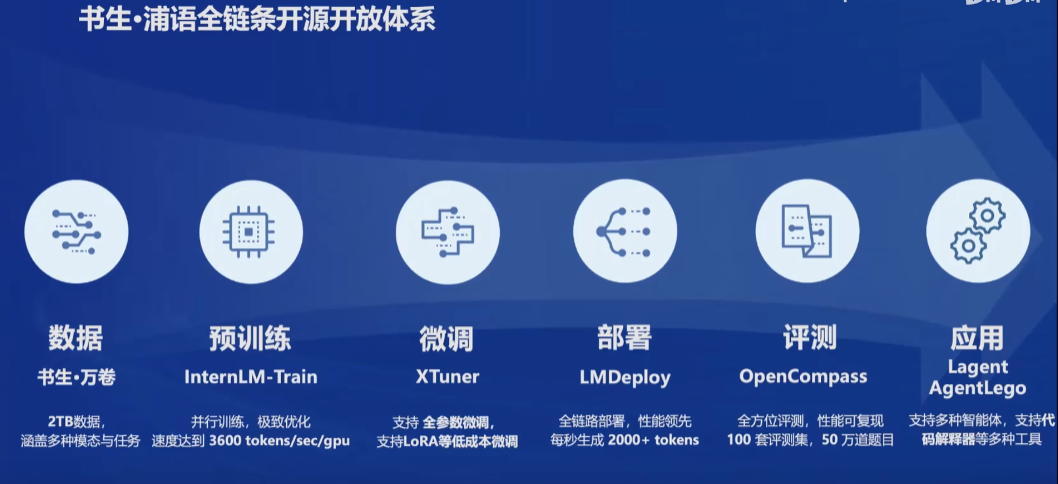 书生·浦语全链条开源开放体系
数据
书生·万卷
2TB数据，
涵盖多种模态与任务
预训练
InternLM-Train
并行训练，极致优化
速度达到 3600 tokens/sec/gpu
微调
XTuner
支持 全参数微调，
支持LoRA等低成本微调
部署
LMDeploy
全链路部署，性能领先
每秒生成 2000+ tokens
评测
OpenCompass
全方位评测，性能可复现
100 套评测集，50 万道题目
应用
Lagent
AgentLego
支持多种智能体，支持代
码解释器等多种工具